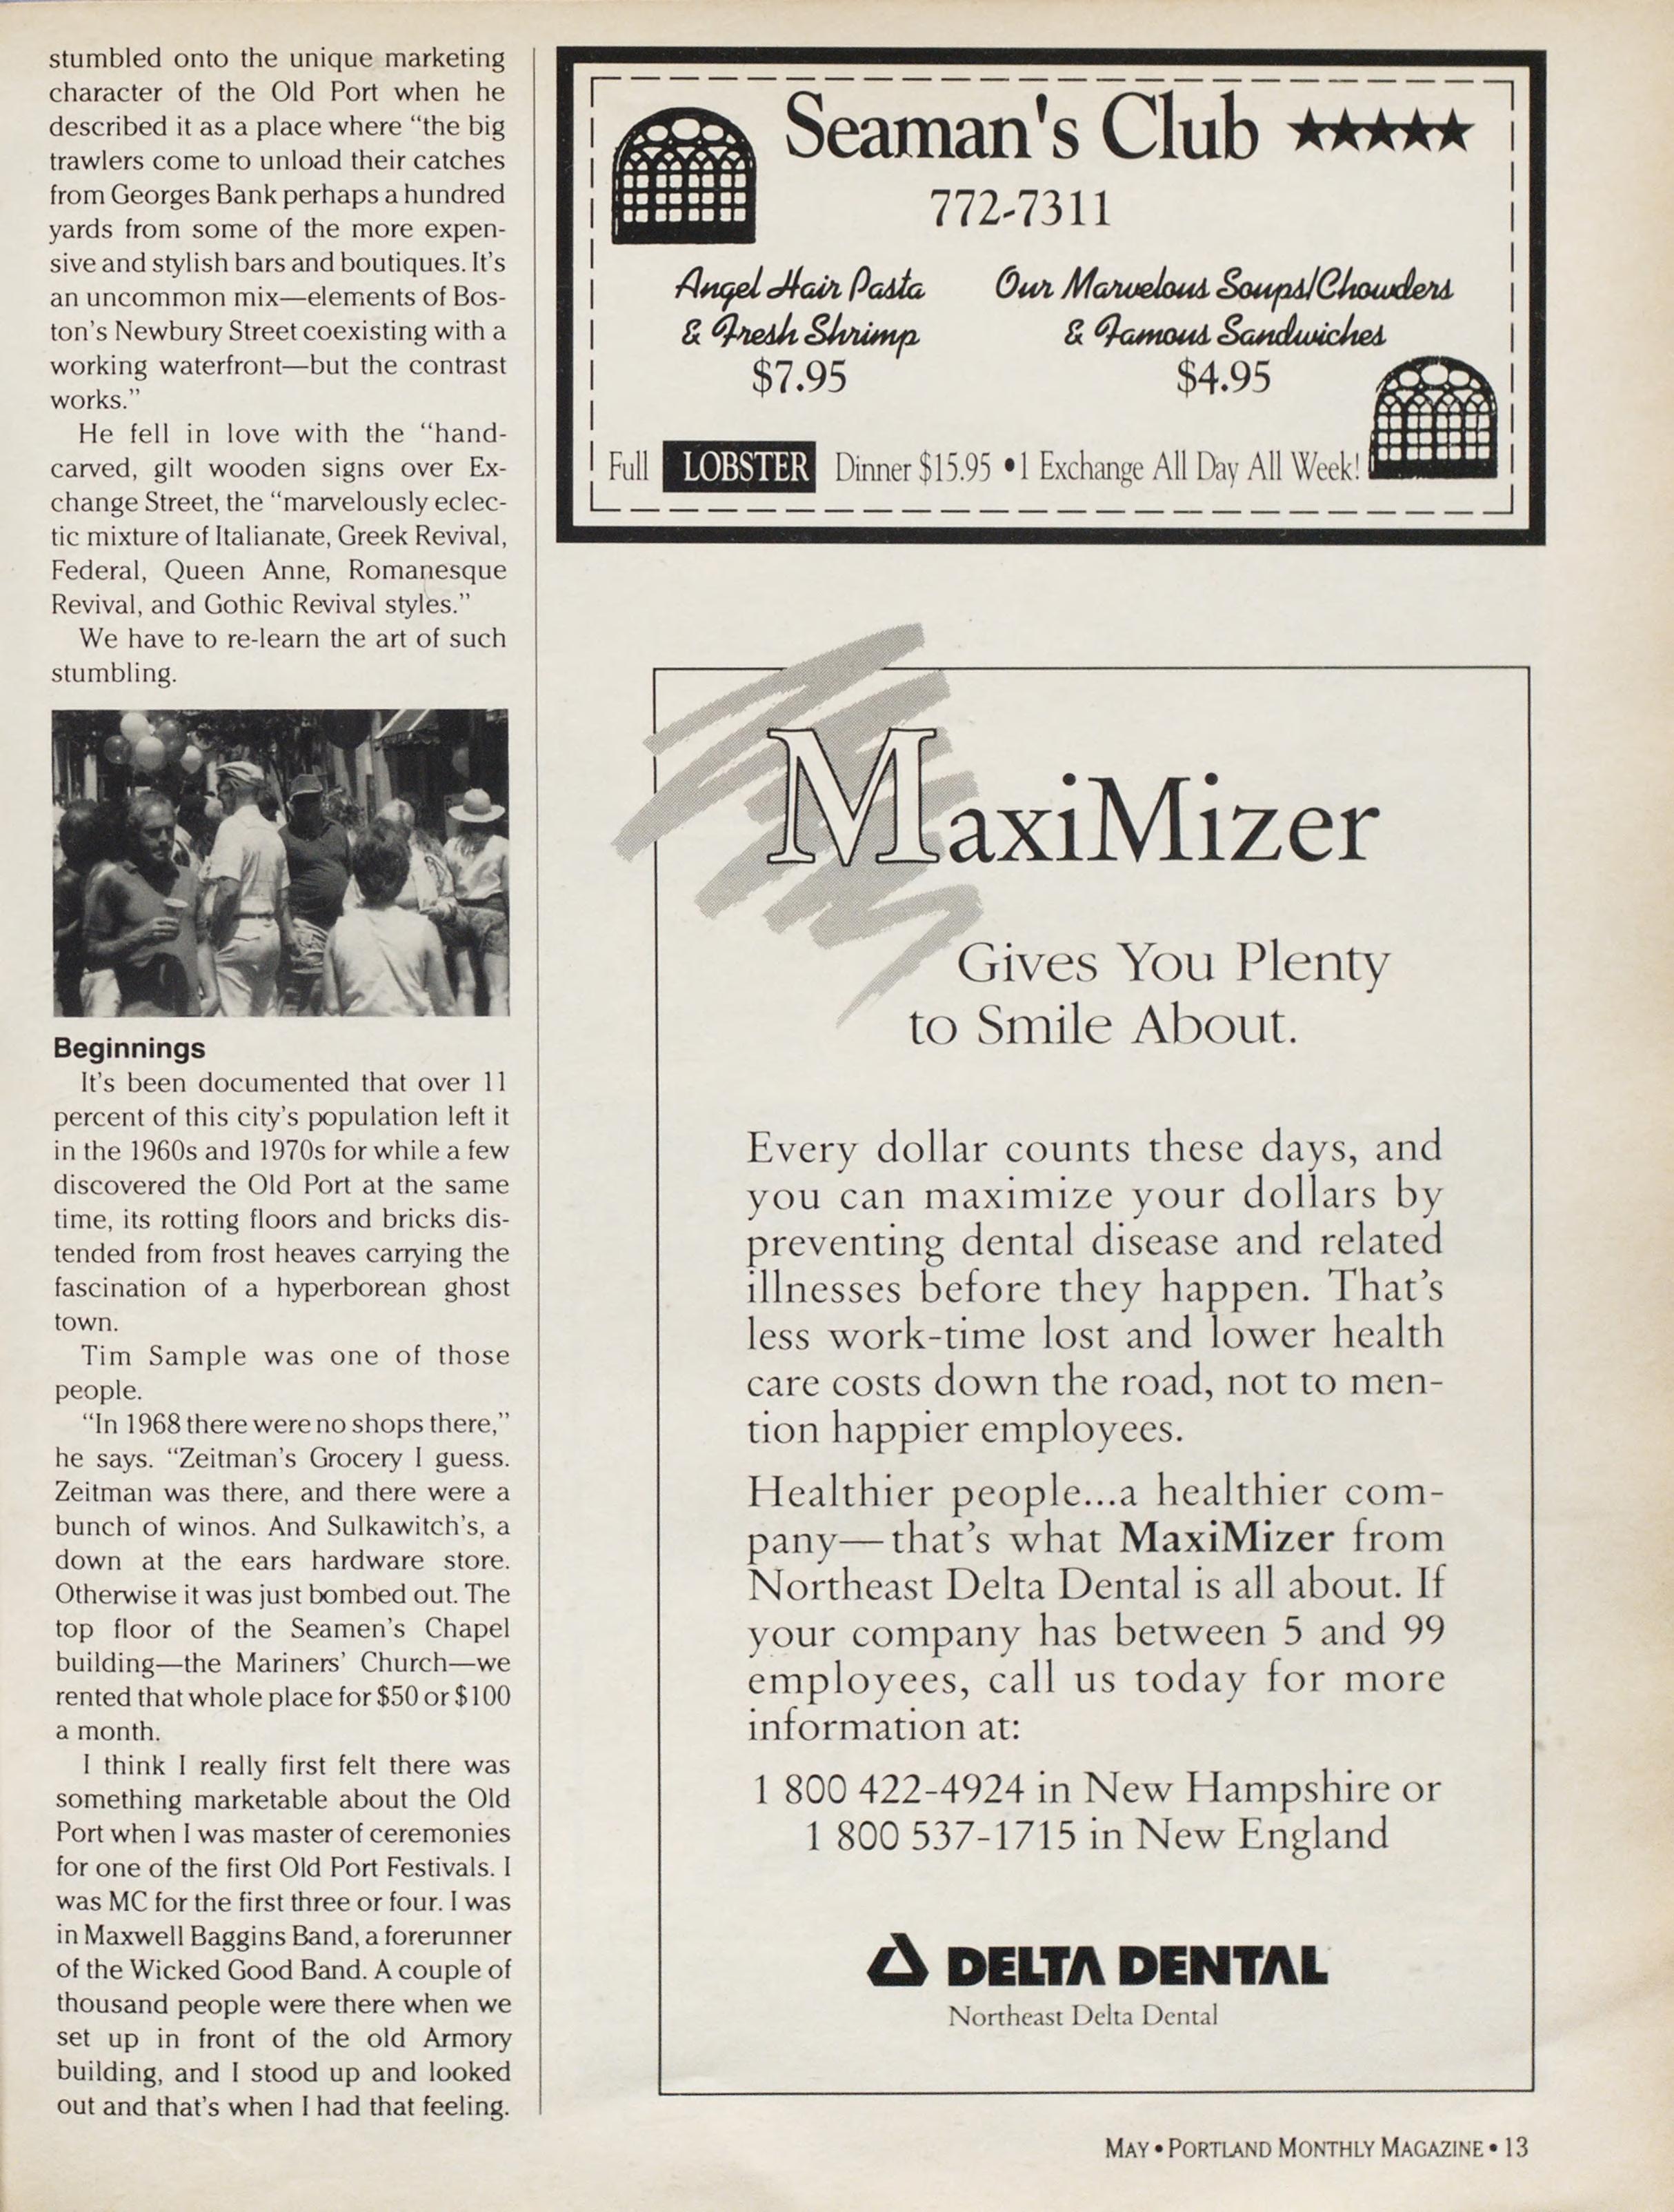 stumbled onto the unique marketing
character of the Old Port when he
described it as a place where “the big
trawlers come to unload their catches
from Georges Bank perhaps a hundred
yards from some of the more expen-
sive and stylish bars and boutiques. It’s
an uncommon mix—elements of Bos-
ton’s Newbury Street coexisting with a
working waterfront—but the contrast
works.”
He fell in love with the “hand-
carved, gilt wooden signs over Ex-
change Street, the “marvelously eclec-
tic mixture of Italianate, Greek Revival,
Federal, Queen Anne, Romanesque
Revival, and Gothic Revival styles.”
We have to re-learn the art of such
stumbling.
Beginnings
It’s been documented that over 11
percent of this city’s population left it
in the 1960s and 1970s for while a few
discovered the Old Port at the same
time, its rotting floors and bricks dis-
tended from frost heaves carrying the
fascination of a hyperborean ghost
town.
Tim Sample was one of those
people.
“In 1968 there were no shops there,”
he says. “Zeitman’s Grocery I guess.
Zeitman was there, and there were a
bunch of winos. And Sulkawitch’s, a
down at the ears hardware store.
Otherwise it was just bombed out. The
top floor of the Seamen’s Chapel
building—the Mariners’ Church—we
rented that whole place for $50 or $100
a month.
I think I really first felt there was
something marketable about the Old
Port when I was master of ceremonies
for one of the first Old Port Festivals. I
was MC for the first three or four. I was
in Maxwell Baggins Band, a forerunner
of the Wicked Good Band. A couple of
thousand people were there when we
set up in front of the old Armory
building, and I stood up and looked
out and that’s when I had that feeling.
Seaman's Club ★★★★★
772-7311
Angel Hair Pasta
& Fresh Shrimp
$7.95
Our Marvelous Soups/Chowders
& Famous Sandwiches
$4.95
Full LOBSTER Dinner $15.95 •1 Exchange All Day All Week!
MaxiMizer
Gives You Plenty
to Smile About.
Every dollar counts these days, and
you can maximize your dollars by
preventing dental disease and related
illnesses before they happen. That’s
less work-time lost and lower health
care costs down the road, not to men-
tion happier employees.
Healthier people...a healthier com-
pany—that’s what MaxiMizer from
Northeast Delta Dental is all about. If
your company has between 5 and 99
employees, call us today for more
information at:
1 800 422-4924 in New Hampshire or
1 800 537-1715 in New England
DELTA DENTAL
Northeast Delta Dental
MAY • PORTLAND MONTHLY MAGAZINE • 13